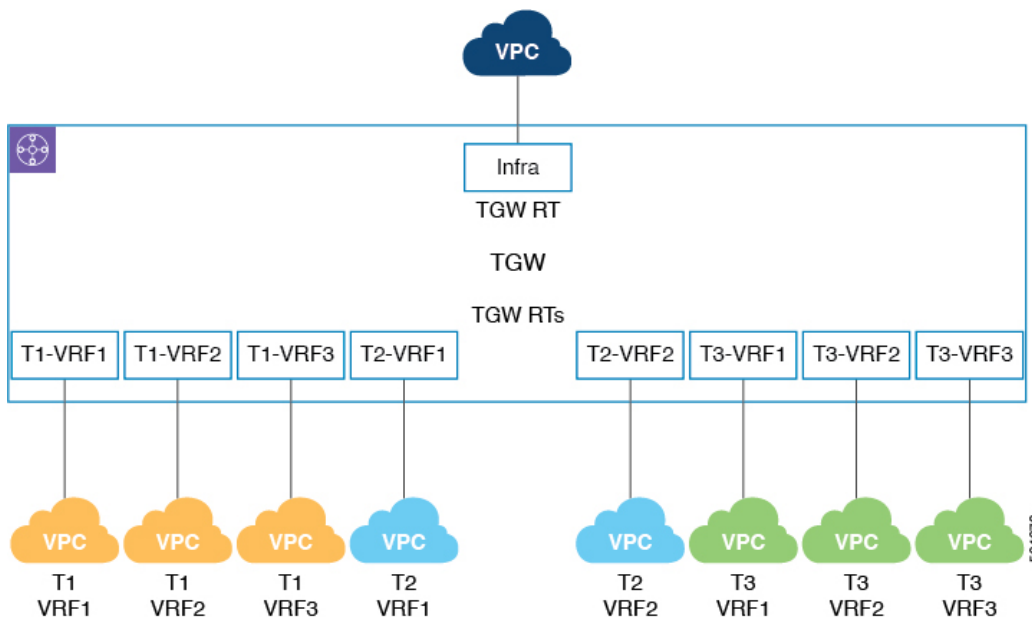 VPC
Infra
TGW RT
TGW
TGW RTs
T1-VRF1 T1-VRF2 T1-VRF3 T2-VRF1 T2-VRF2 T3-VRF1 T3-VRF2 T3-VRF3
VPC VPC VPC VPC VPC VPC VPC VPC
T1 T1 T1 T2 T2 T3 T3 T3
VRF1 VRF2 VRF3 VRF1 VRF2 VRF1 VRF2 VRF3